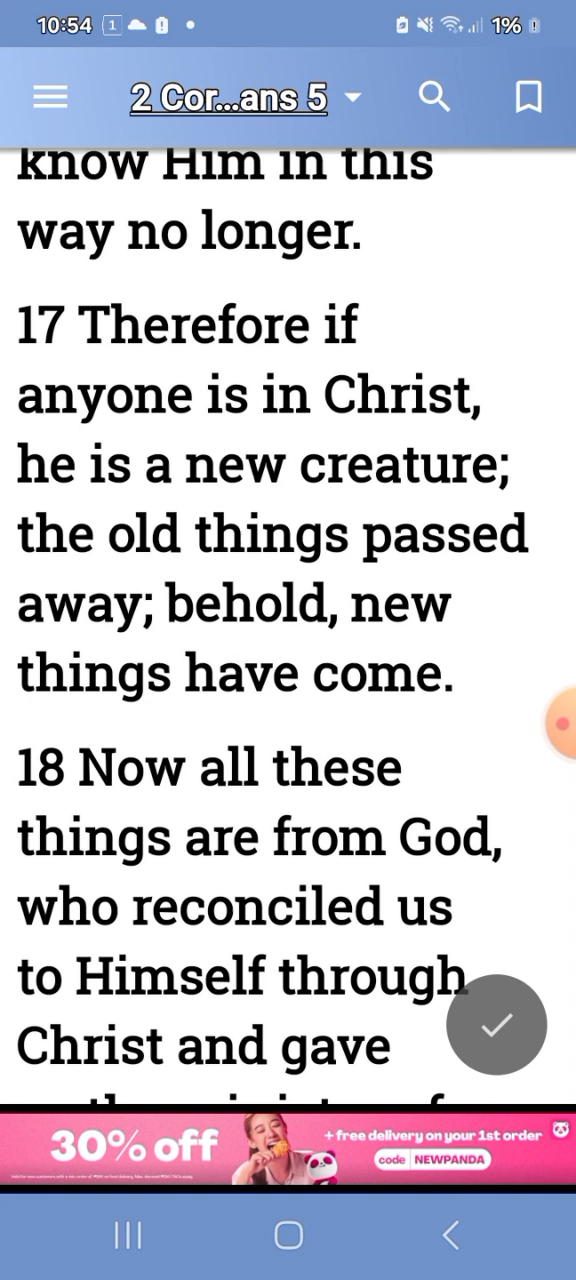 10:54 1 1%
2 Cor...ans 5
know Him in this
way no longer.
17 Therefore if
anyone is in Christ,
he is a new creature;
the old things passed
away; behold, new
things have come.
18 Now all these
things are from God,
who reconciled us
to Himself through
Christ and gave
30% off
+ free delivery on your 1st order
code NEWPANDA